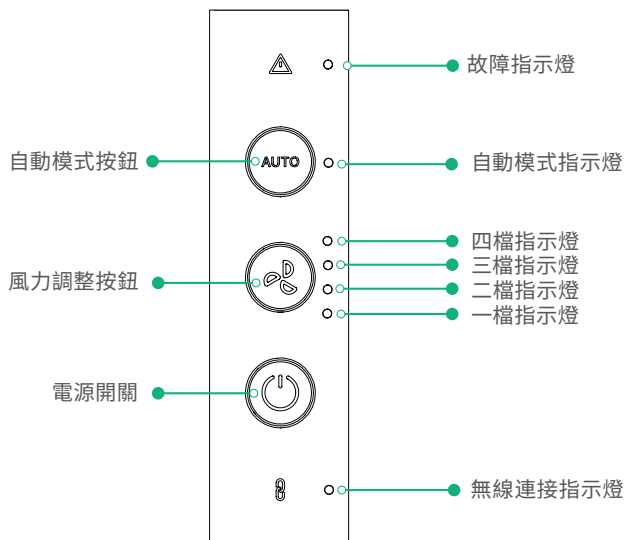 故障指示燈
自動模式按鈕
AUTO
自動模式指示燈
四檔指示燈
三檔指示燈
風力調整按鈕
二檔指示燈
一檔指示燈
電源開關
無線連接指示燈